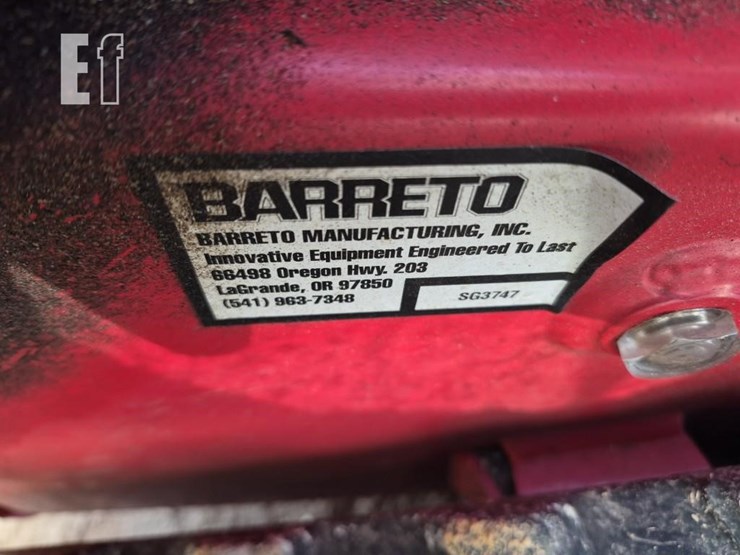 Ef
BARRETO
BARRETO MANUFACTURING, INC.
Innovative Equipment Engineered To Last
66498 Oregon Hwy. 203
LaGrande, OR 97850
(541) 963-7348
SG3747